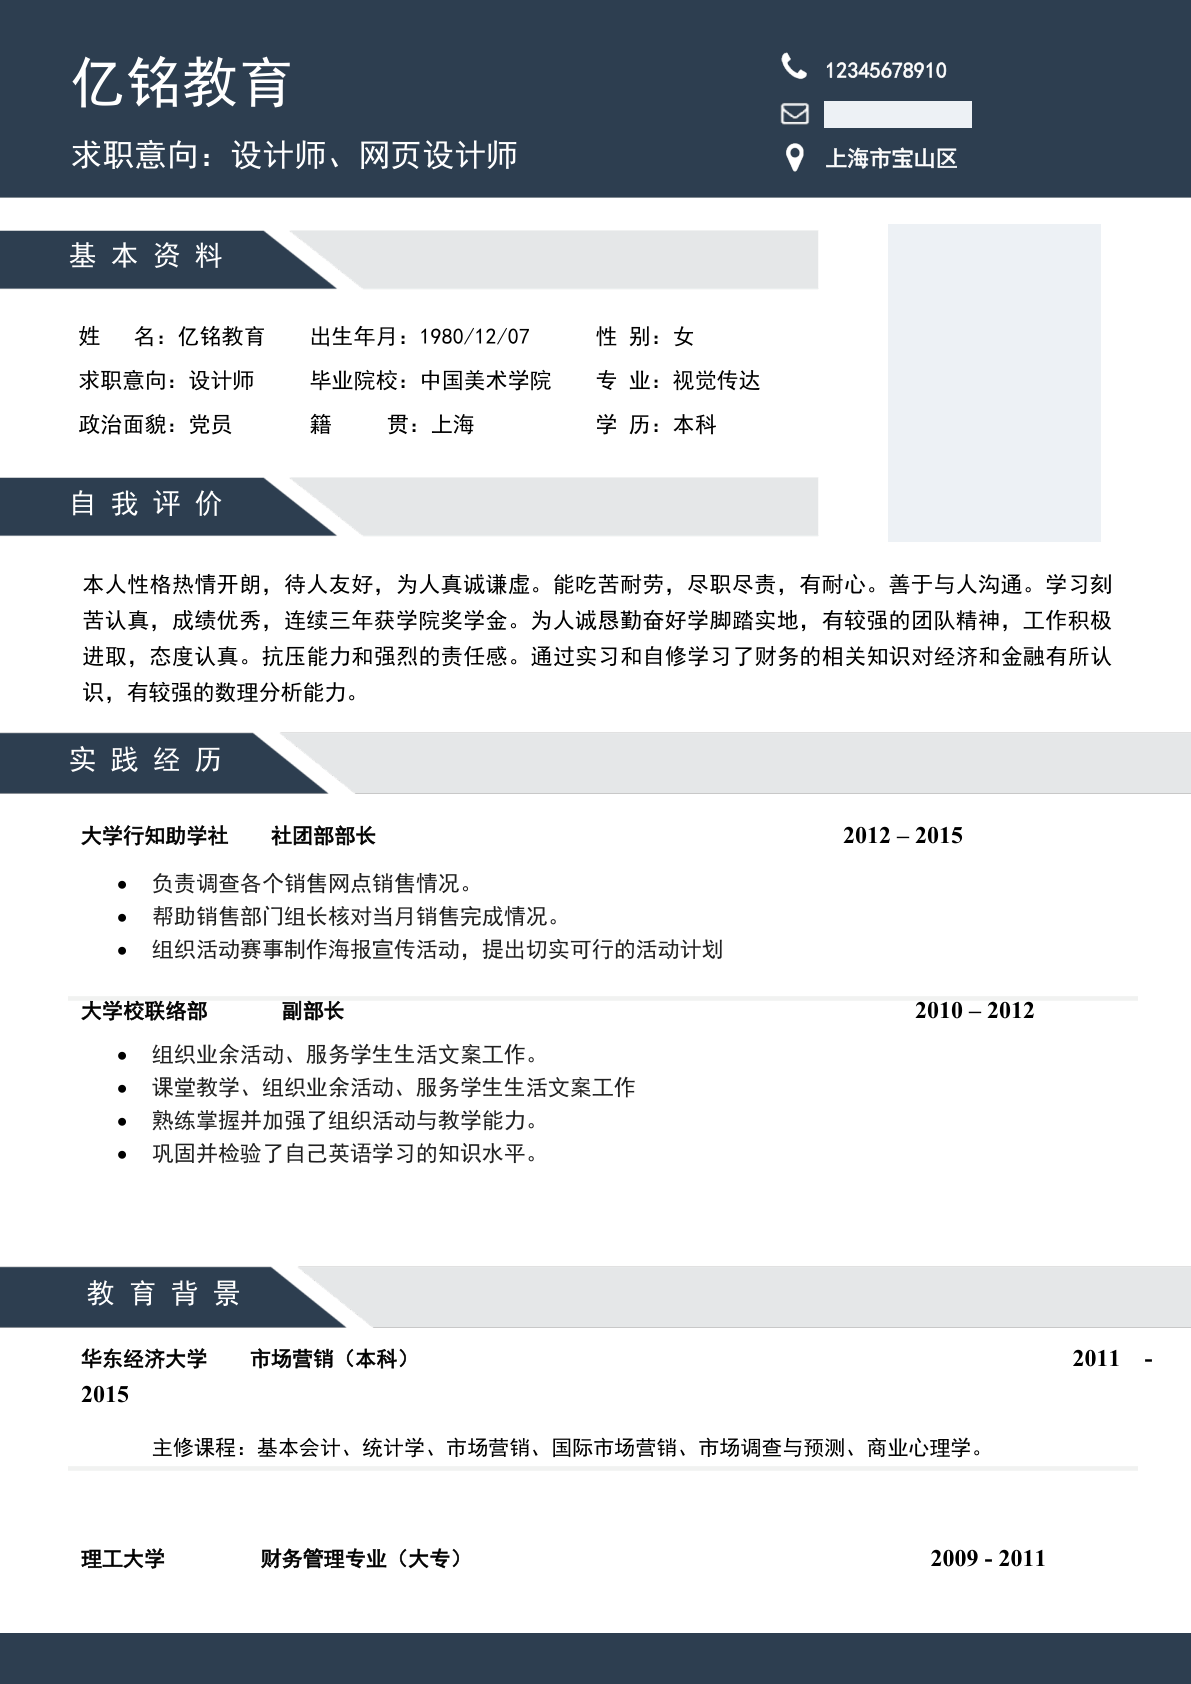 亿铭教育
求职意向：设计师、网页设计师
12345678910
上海市宝山区
基本资料
姓 名：亿铭教育 出生年月：1980/12/07 性 别：女
求职意向：设计师 毕业院校：中国美术学院 专 业：视觉传达
政治面貌：党员 籍 贯：上海 学 历：本科
自我评价
本人性格热情开朗，待人友好，为人真诚谦虚。能吃苦耐劳，尽职尽责，有耐心。善于与人沟通。学习刻
苦认真，成绩优秀，连续三年获学院奖学金。为人诚恳勤奋好学脚踏实地，有较强的团队精神，工作积极
进取，态度认真。抗压能力和强烈的责任感。通过实习和自修学习了财务的相关知识对经济和金融有所认
识，有较强的数理分析能力。
实践经历
大学行知助学社 社团部部长 2012 – 2015
• 负责调查各个销售网点销售情况。
• 帮助销售部门组长核对当月销售完成情况。
• 组织活动赛事制作海报宣传活动，提出切实可行的活动计划
大学校联络部 副部长 2010 – 2012
• 组织业余活动、服务学生生活文案工作。
• 课堂教学、组织业余活动、服务学生生活文案工作
• 熟练掌握并加强了组织活动与教学能力。
• 巩固并检验了自己英语学习的知识水平。
教育背景
华东经济大学 市场营销（本科） 2011 -
2015
主修课程：基本会计、统计学、市场营销、国际市场营销、市场调查与预测、商业心理学。
理工大学 财务管理专业（大专） 2009 - 2011